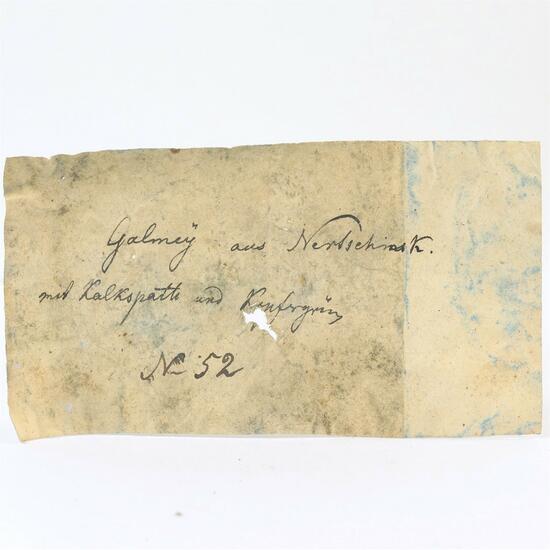 Galmeÿ aus Nertschinsk.
mit Kalkspath und Kupfergrün
No 52